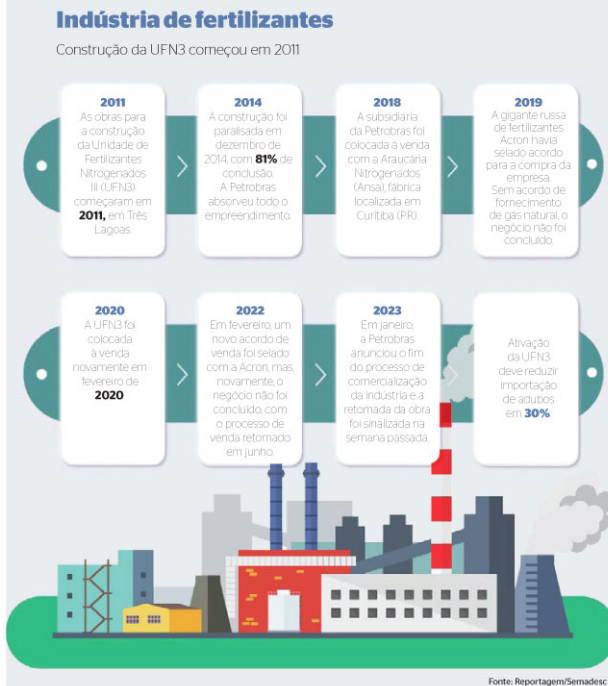 Indústria de fertilizantes
Construção da UFN3 começou em 2011
2011
As obras para
a construção
da Unidade de
Fertilizantes
Nitrogenados
III (UFN3)
começaram em
2011, em Três
Lagoas.
2014
A construção foi
paralisada em
dezembro de
2014, com 81% de
conclusão.
A Petrobras
absorveu todo o
empreendimento.
2018
A subsidiária
da Petrobras foi
colocada à venda
com a Araucária
Nitrogenados
(Ansa), fábrica
localizada em
Curitiba (PR).
2019
A gigante russa
de fertilizantes
Acron havia
selado acordo
para a compra da
empresa.
Sem acordo de
fornecimento
de gás natural, o
negócio não foi
concluído.
2020
A UFN3 foi
colocada
à venda
novamente em
fevereiro de
2020
2022
Em fevereiro, um
novo acordo de
venda foi selado
com a Acron, mas,
novamente, o
negócio não foi
concluído, com
o processo de
venda retomado
em junho.
2023
Em janeiro,
a Petrobras
anunciou o fim
do processo de
comercialização
da indústria e a
retomada da obra
foi sinalizada na
semana passada.
Ativação
da UFN3
deve reduzir
importação
de adubos
em 30%
Fonte: Reportagem/Semadesc